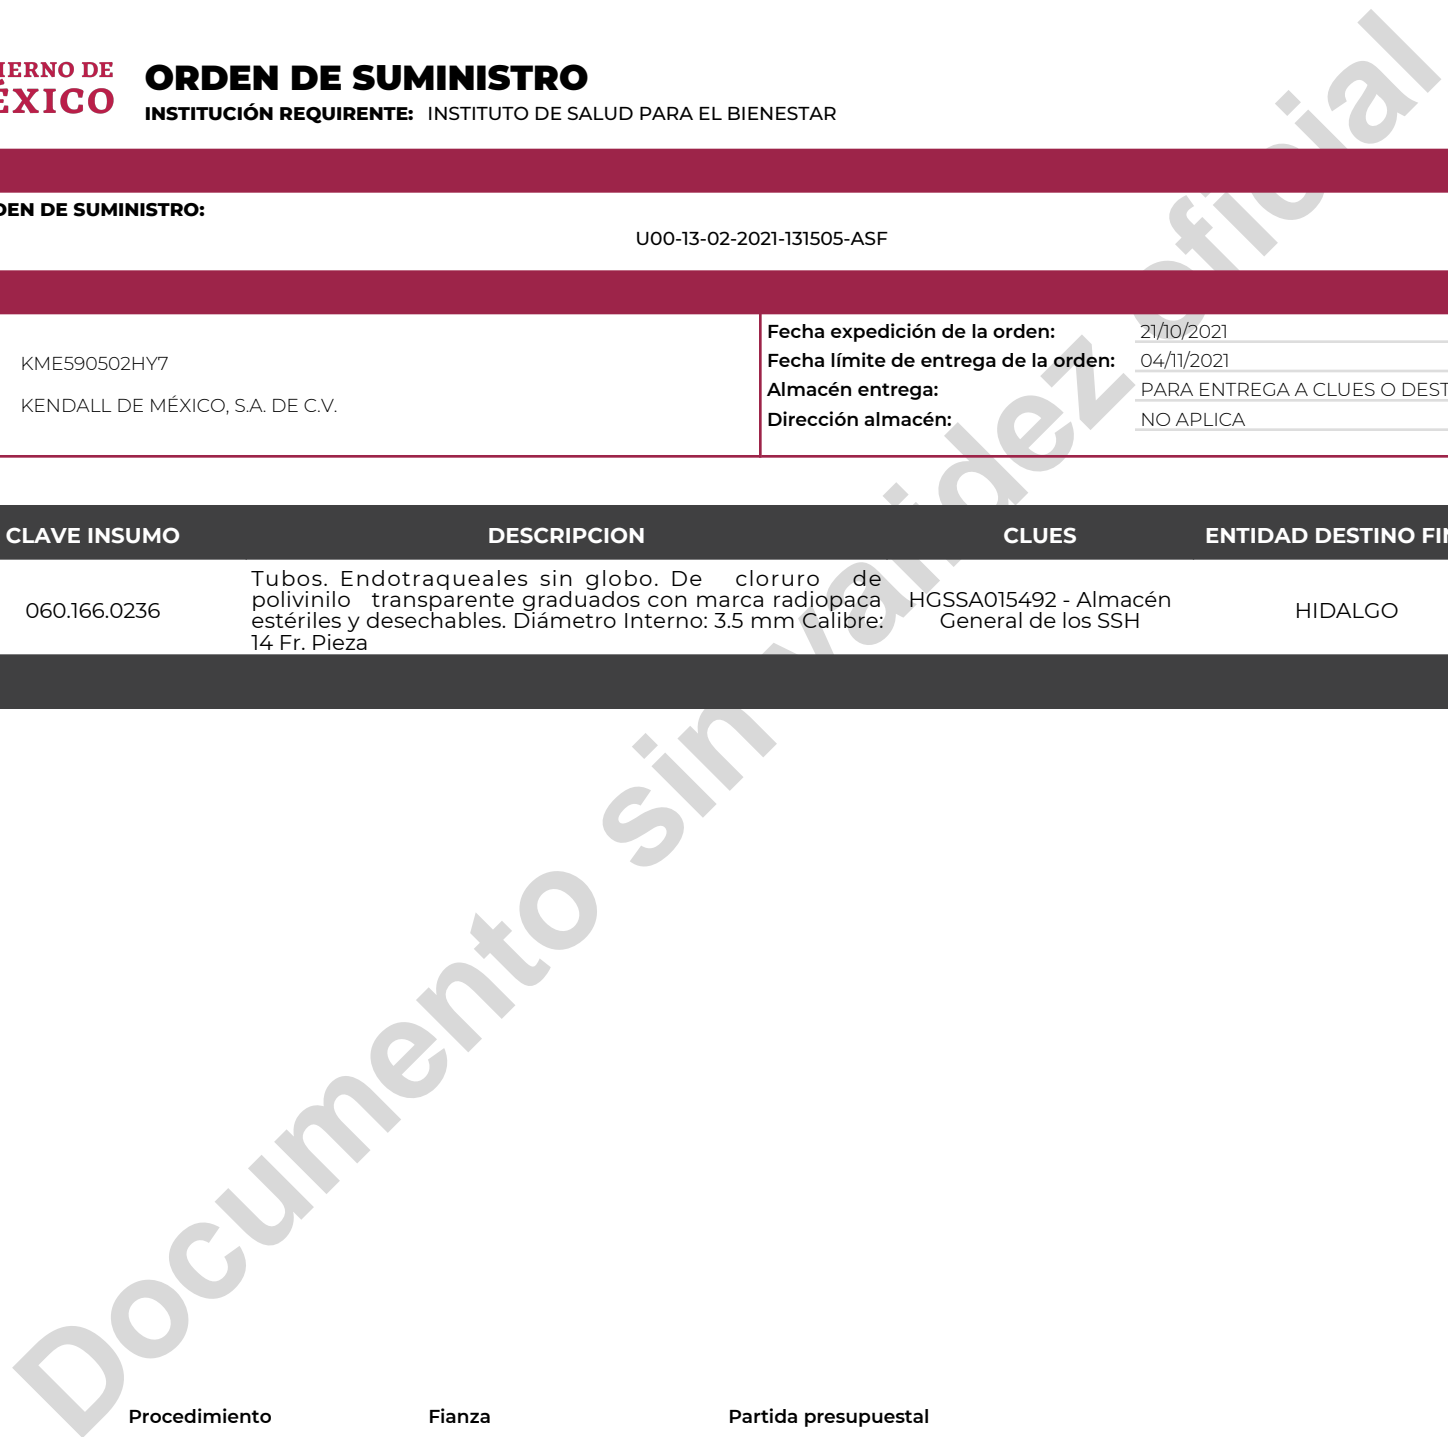 IERNO DE
ÉXICO
ORDEN DE SUMINISTRO
INSTITUCIÓN REQUIRENTE: INSTITUTO DE SALUD PARA EL BIENESTAR
DEN DE SUMINISTRO:
U00-13-02-2021-131505-ASF
KME590502HY7
KENDALL DE MÉXICO, S.A. DE C.V.
Fecha expedición de la orden: 21/10/2021
Fecha límite de entrega de la orden: 04/11/2021
Almacén entrega: PARA ENTREGA A CLUES O DEST
Dirección almacén: NO APLICA
CLAVE INSUMO DESCRIPCION CLUES ENTIDAD DESTINO FIN
060.166.0236
Tubos. Endotraqueales sin globo. De cloruro de
polivinilo transparente graduados con marca radiopaca
estériles y desechables. Diámetro Interno: 3.5 mm Calibre:
14 Fr. Pieza
HGSSA015492 - Almacén
General de los SSH
HIDALGO
Documento sin validez oficial
Procedimiento Fianza Partida presupuestal